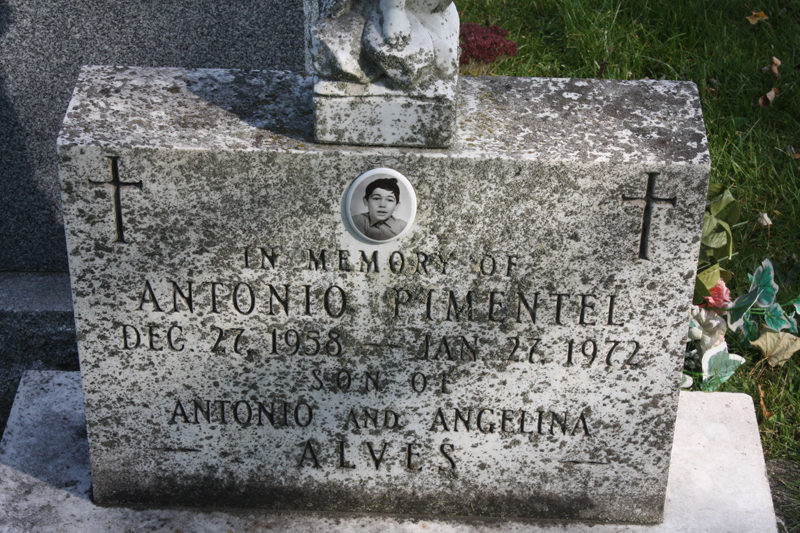 IN MEMORY OF
ANTONIO PIMENTEL
DEC. 27, 1958 — JAN. 27, 1972
SON OF
ANTONIO AND ANGELINA
ALVES